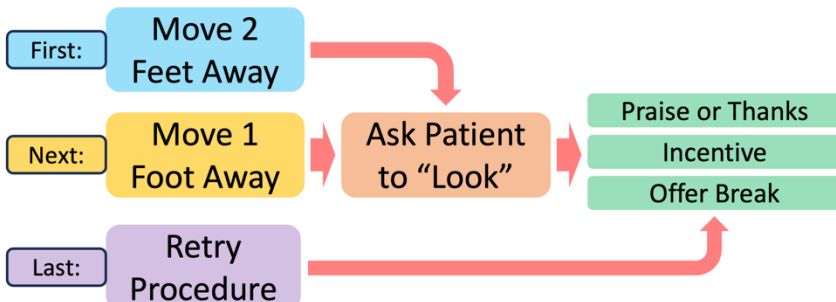 First:
Move 2
Feet Away
Next:
Move 1
Foot Away
Ask Patient
to “Look”
Praise or Thanks
Incentive
Offer Break
Last:
Retry
Procedure